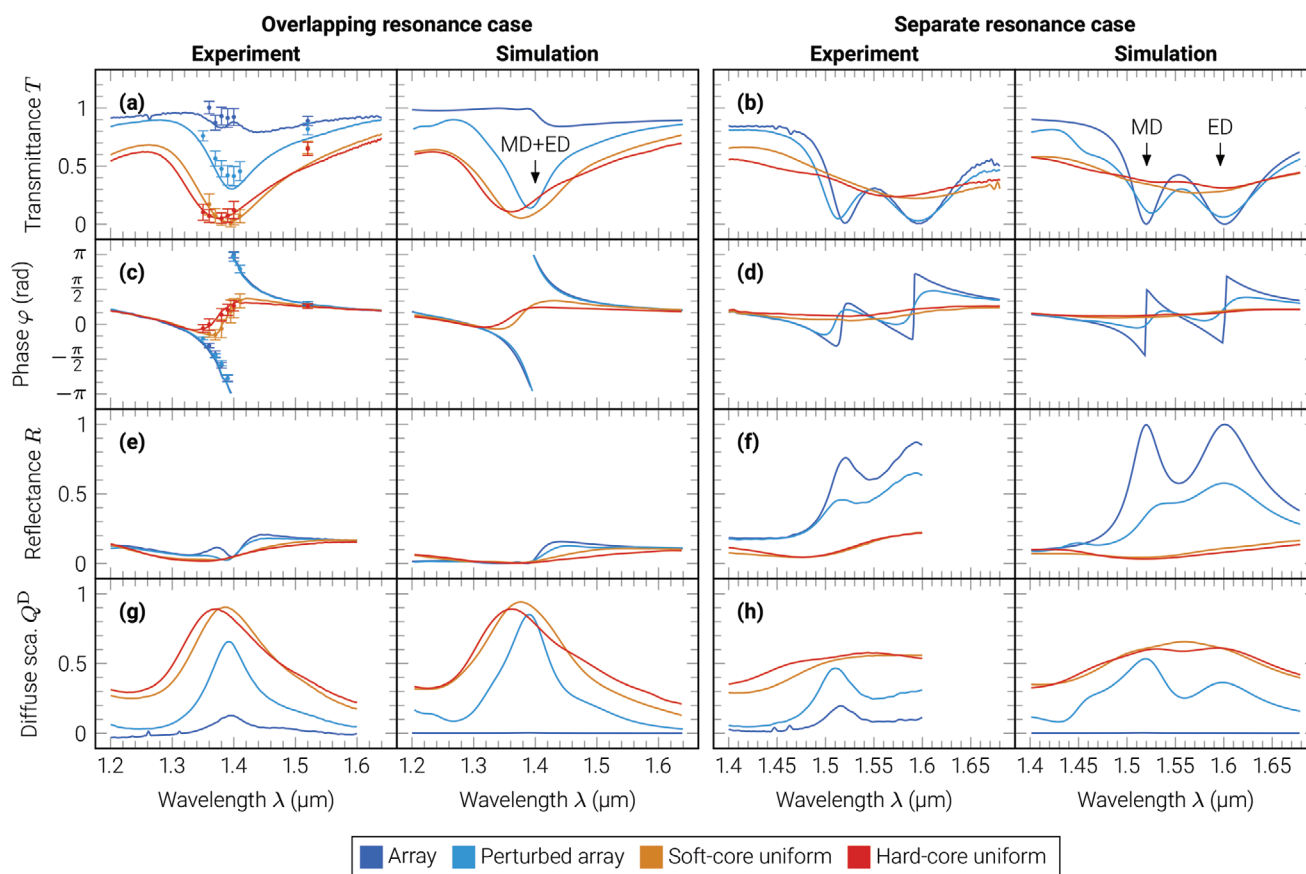 Overlapping resonance case
Separate resonance case
Experiment
Simulation
Experiment
Simulation
Transmittance T
1
0.5
0
(a)
MD+ED
(b)
MD
ED
Phase φ (rad)
π
π/2
0
−π/2
−π
(c)
(d)
Reflectance R
1
0.5
0
(e)
(f)
Diffuse sca. Q^D
1
0.5
0
(g)
(h)
1.2 1.3 1.4 1.5 1.6
1.2 1.3 1.4 1.5 1.6
1.4 1.5 1.55 1.6 1.65
1.4 1.5 1.55 1.6 1.65
Wavelength λ (μm)
Wavelength λ (μm)
Wavelength λ (μm)
Wavelength λ (μm)
Array
Perturbed array
Soft-core uniform
Hard-core uniform